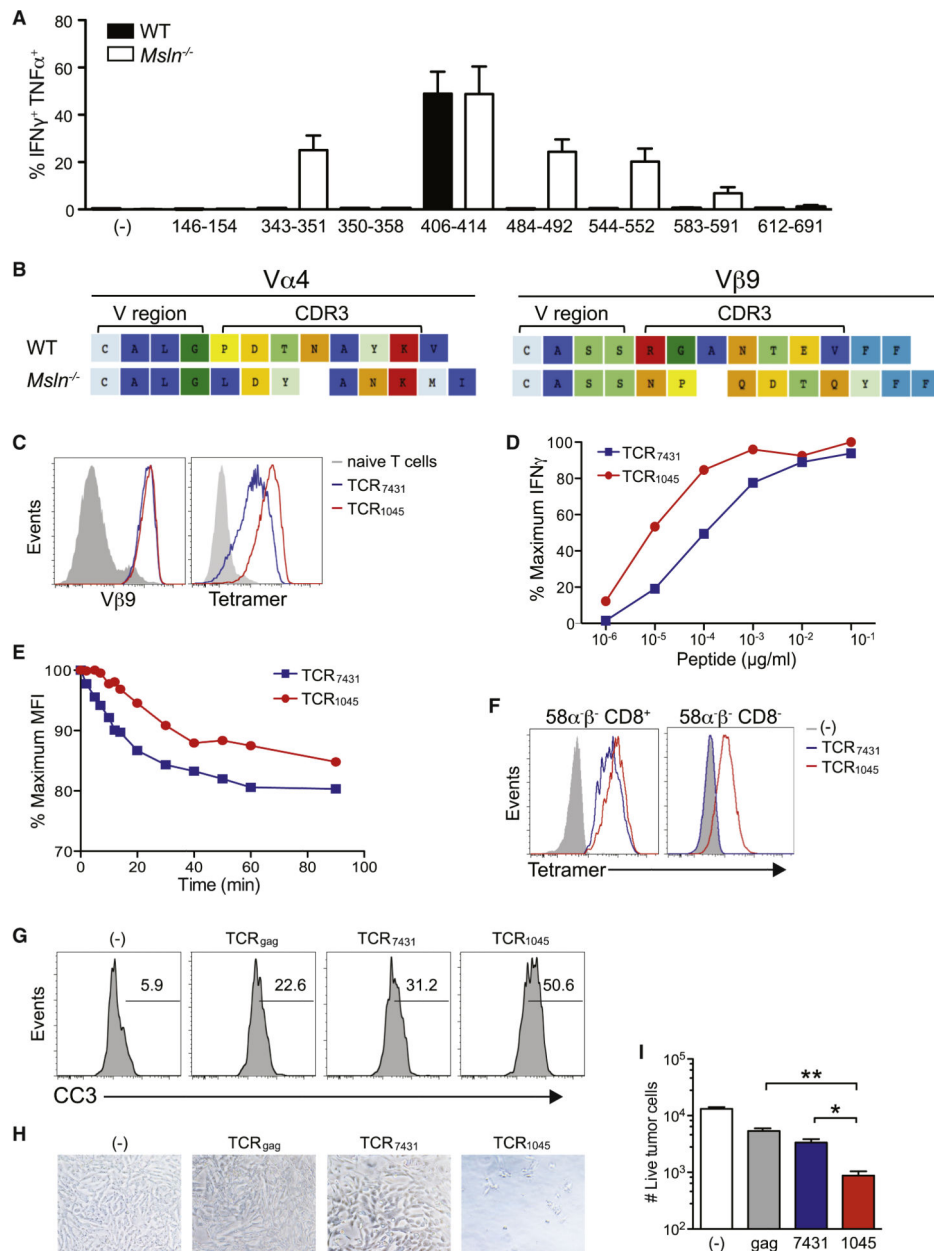 A
WT
Msln-/-
% IFNγ+ TNFα+
80
60
40
20
0
(-) 146-154 343-351 350-358 406-414 484-492 544-552 583-591 612-691
B
Vα4 Vβ9
V region CDR3 V region CDR3
WT C A L G P D T N A Y K V C A S S R G A N T E V F F
Msln-/- C A L G L D Y A N K M I C A S S N P Q D T Q Y F F
C
naive T cells
TCR7431
TCR1045
Events
Vβ9 Tetramer
D
TCR7431
TCR1045
% Maximum IFNγ
100
80
60
40
20
0
10-6 10-5 10-4 10-3 10-2 10-1
Peptide (µg/ml)
E
TCR7431
TCR1045
% Maximum MFI
100
90
80
70
0 20 40 60 80 100
Time (min)
F
58α-β- CD8+ 58α-β- CD8-
(-)
TCR7431
TCR1045
Events
Tetramer
G
(-) TCRgag TCR7431 TCR1045
Events
5.9 22.6 31.2 50.6
CC3
H
(-) TCRgag TCR7431 TCR1045
I
# Live tumor cells
105
104
103
102
**
*
(-) gag 7431 1045